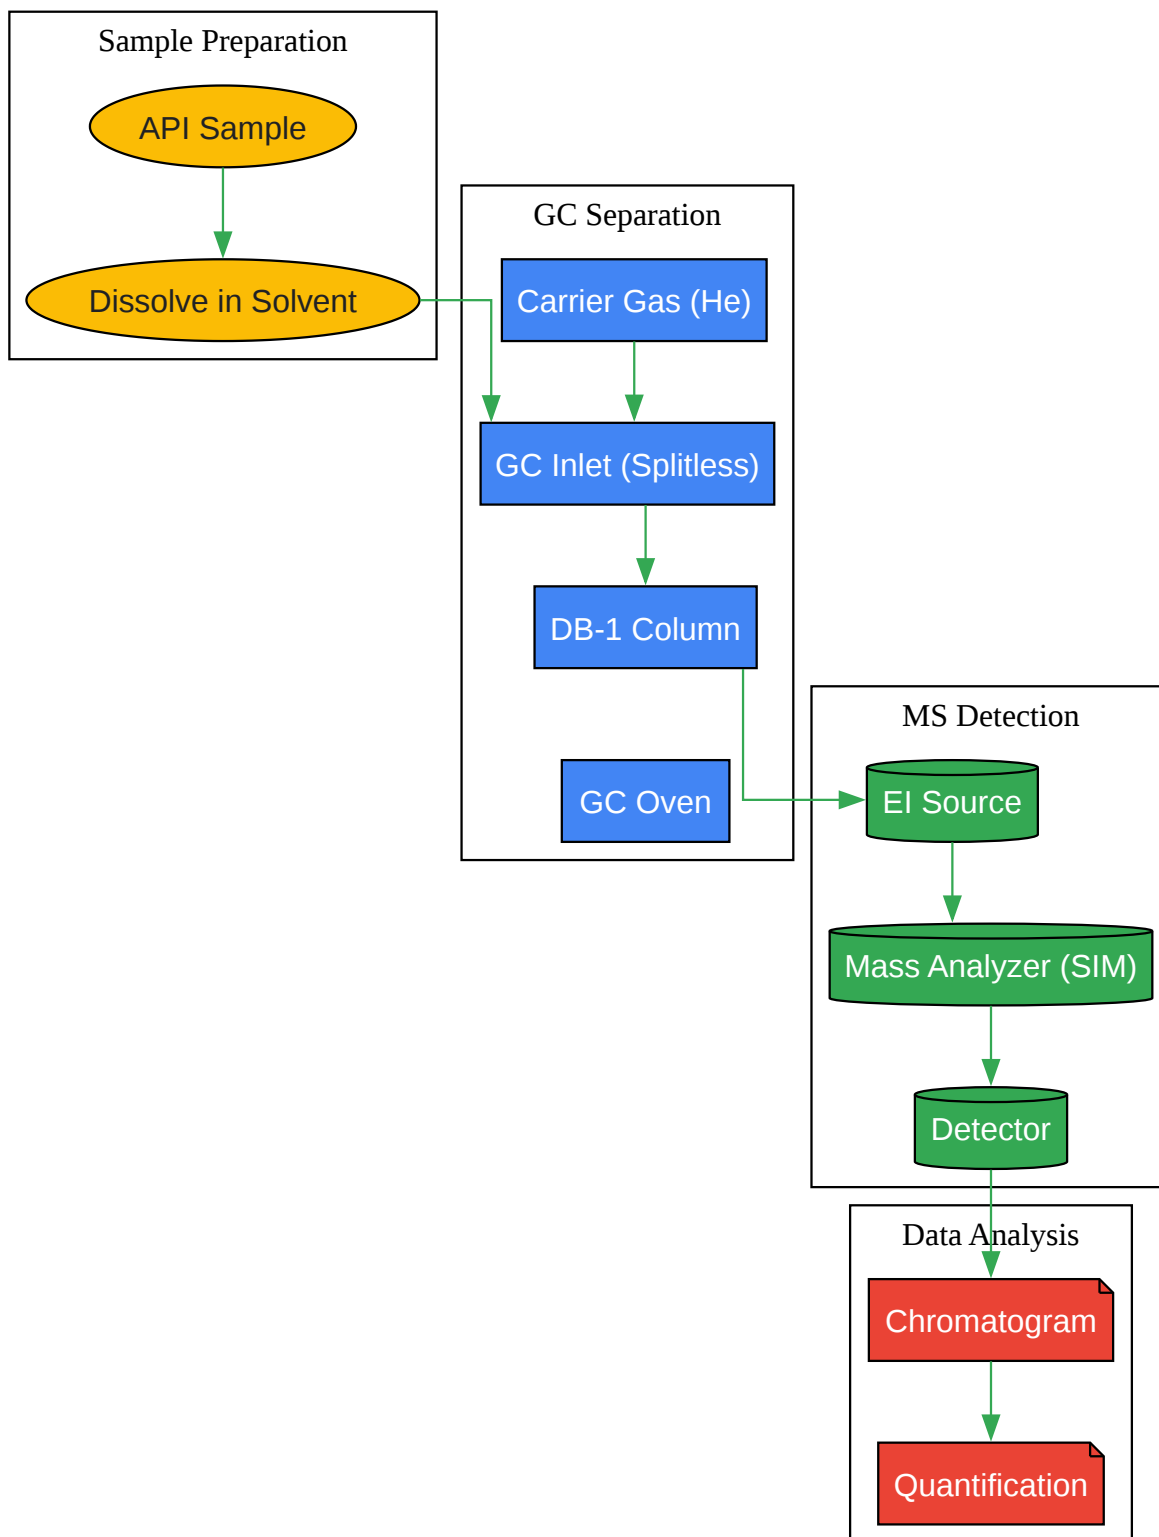 Sample Preparation
API Sample
Dissolve in Solvent
GC Separation
Carrier Gas (He)
GC Inlet (Splitless)
DB-1 Column
GC Oven
MS Detection
EI Source
Mass Analyzer (SIM)
Detector
Data Analysis
Chromatogram
Quantification